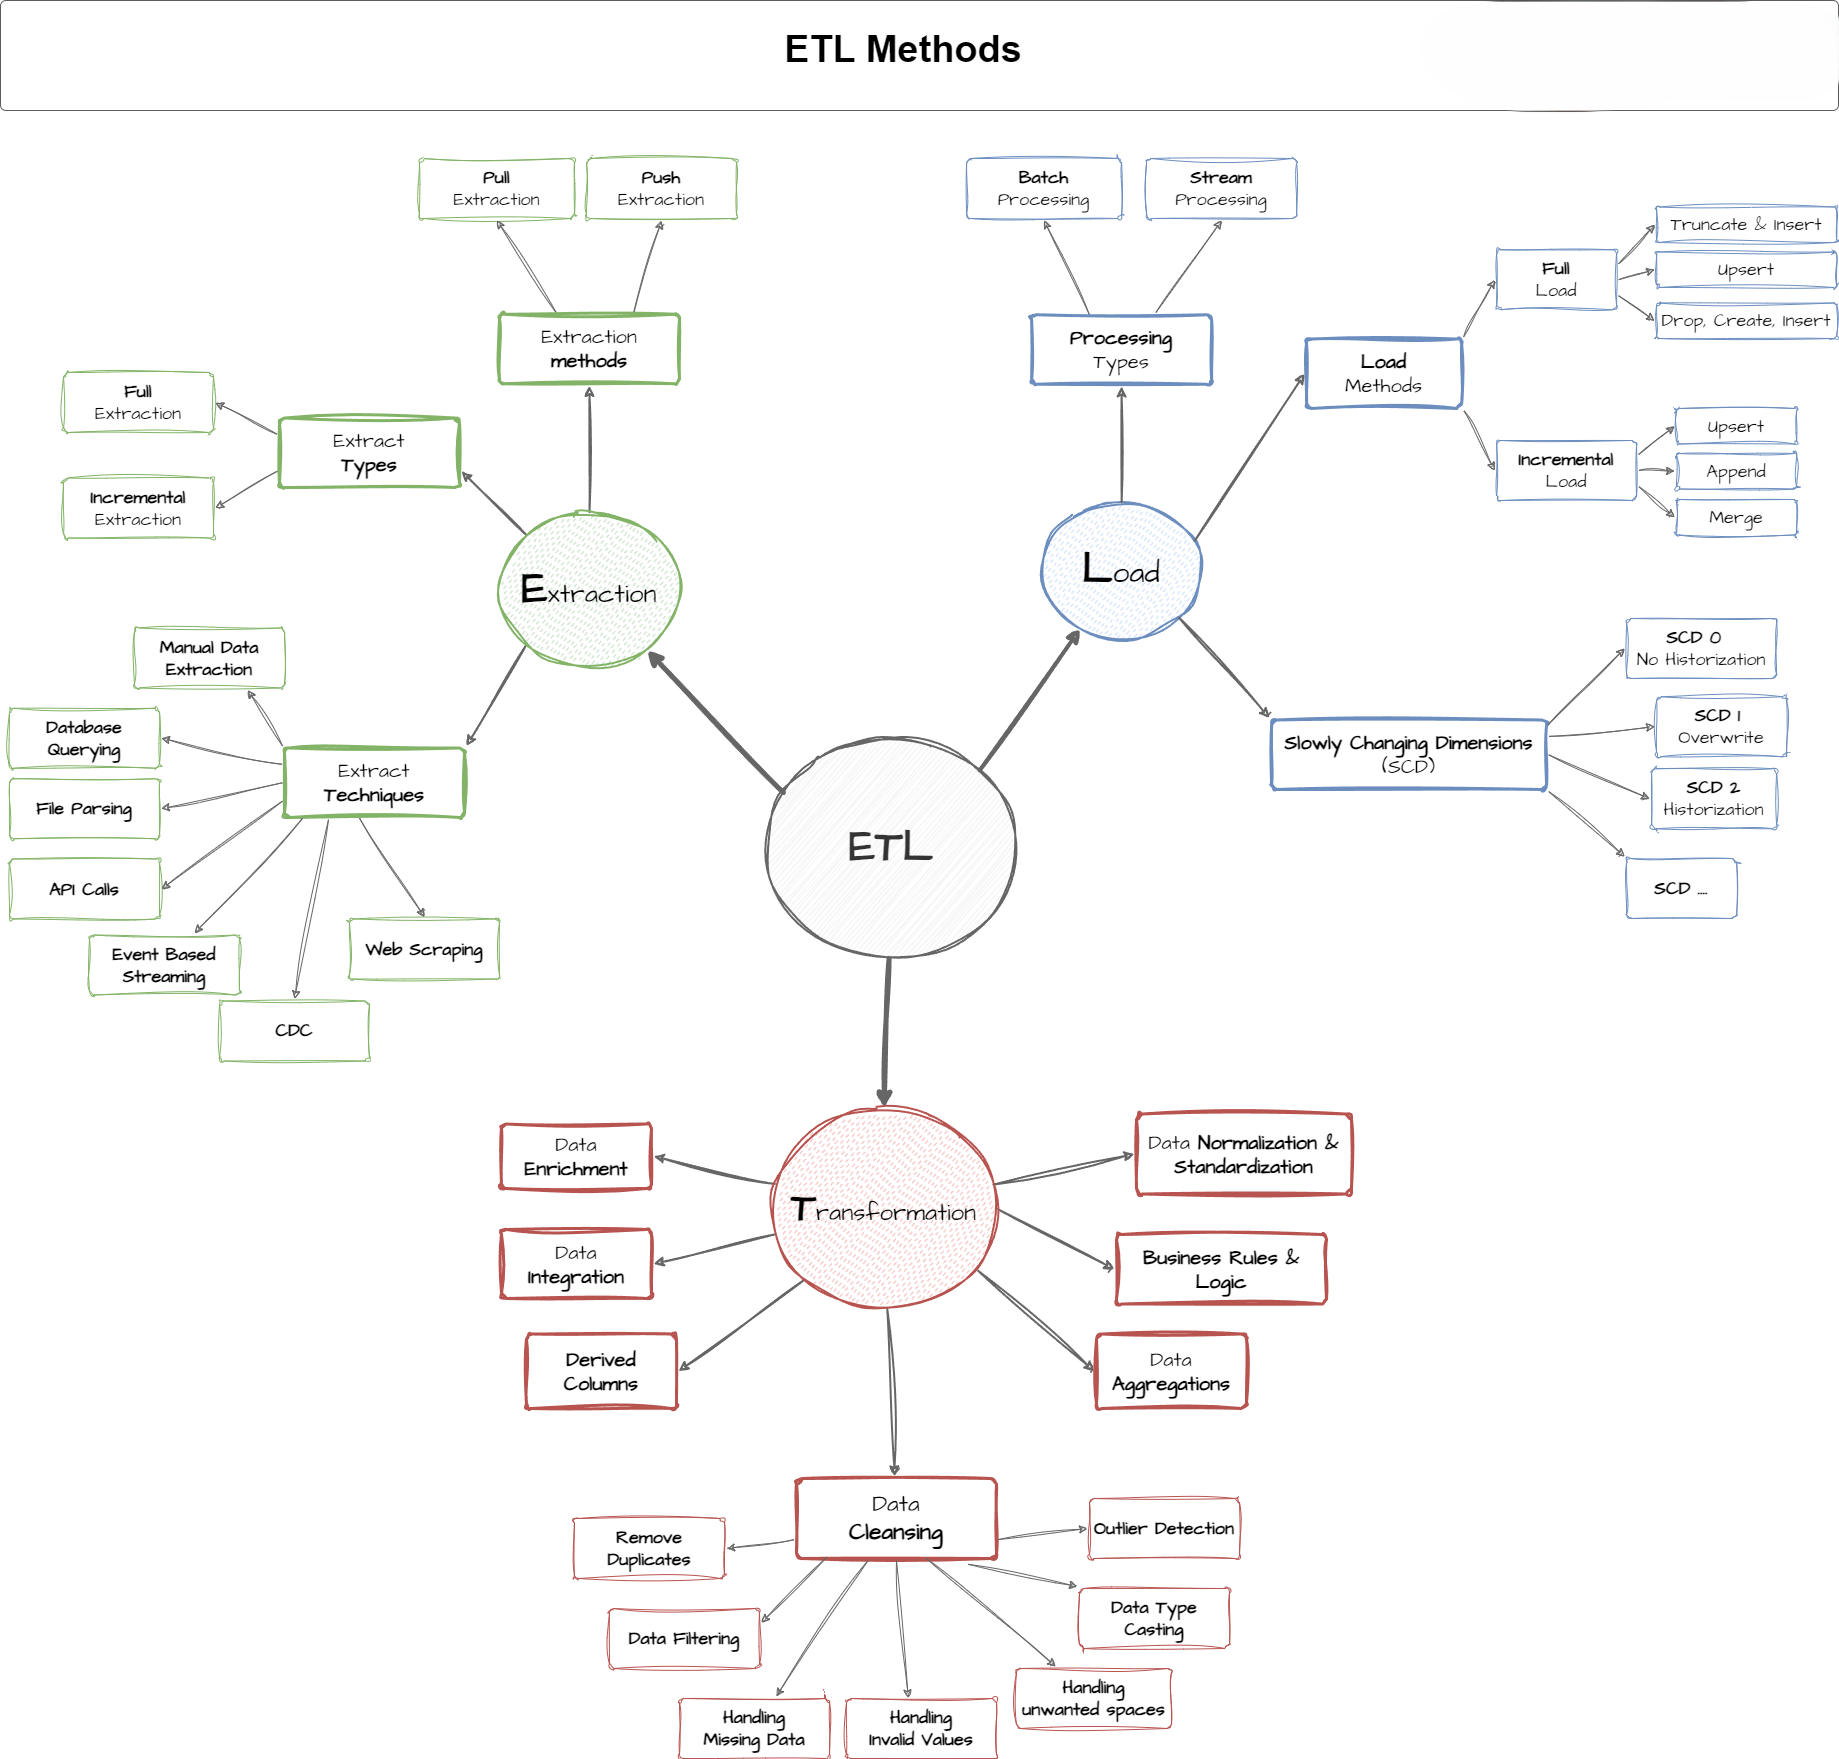 ETL Methods
Pull
Extraction
Push
Extraction
Extraction
methods
Full
Extraction
Incremental
Extraction
Extract
Types
Extraction
Manual Data
Extraction
Database
Querying
File Parsing
API Calls
Event Based
Streaming
CDC
Web Scraping
Extract
Techniques
Batch
Processing
Stream
Processing
Processing
Types
Load
Load
Methods
Full
Load
Truncate & Insert
Upsert
Drop, Create, Insert
Incremental
Load
Upsert
Append
Merge
Slowly Changing Dimensions
(SCD)
SCD 0
No Historization
SCD 1
Overwrite
SCD 2
Historization
SCD ....
ETL
Transformation
Data
Enrichment
Data
Integration
Derived
Columns
Data Normalization &
Standardization
Business Rules &
Logic
Data
Aggregations
Data
Cleansing
Remove
Duplicates
Data Filtering
Handling
Missing Data
Handling
Invalid Values
Handling
unwanted spaces
Data Type
Casting
Outlier Detection